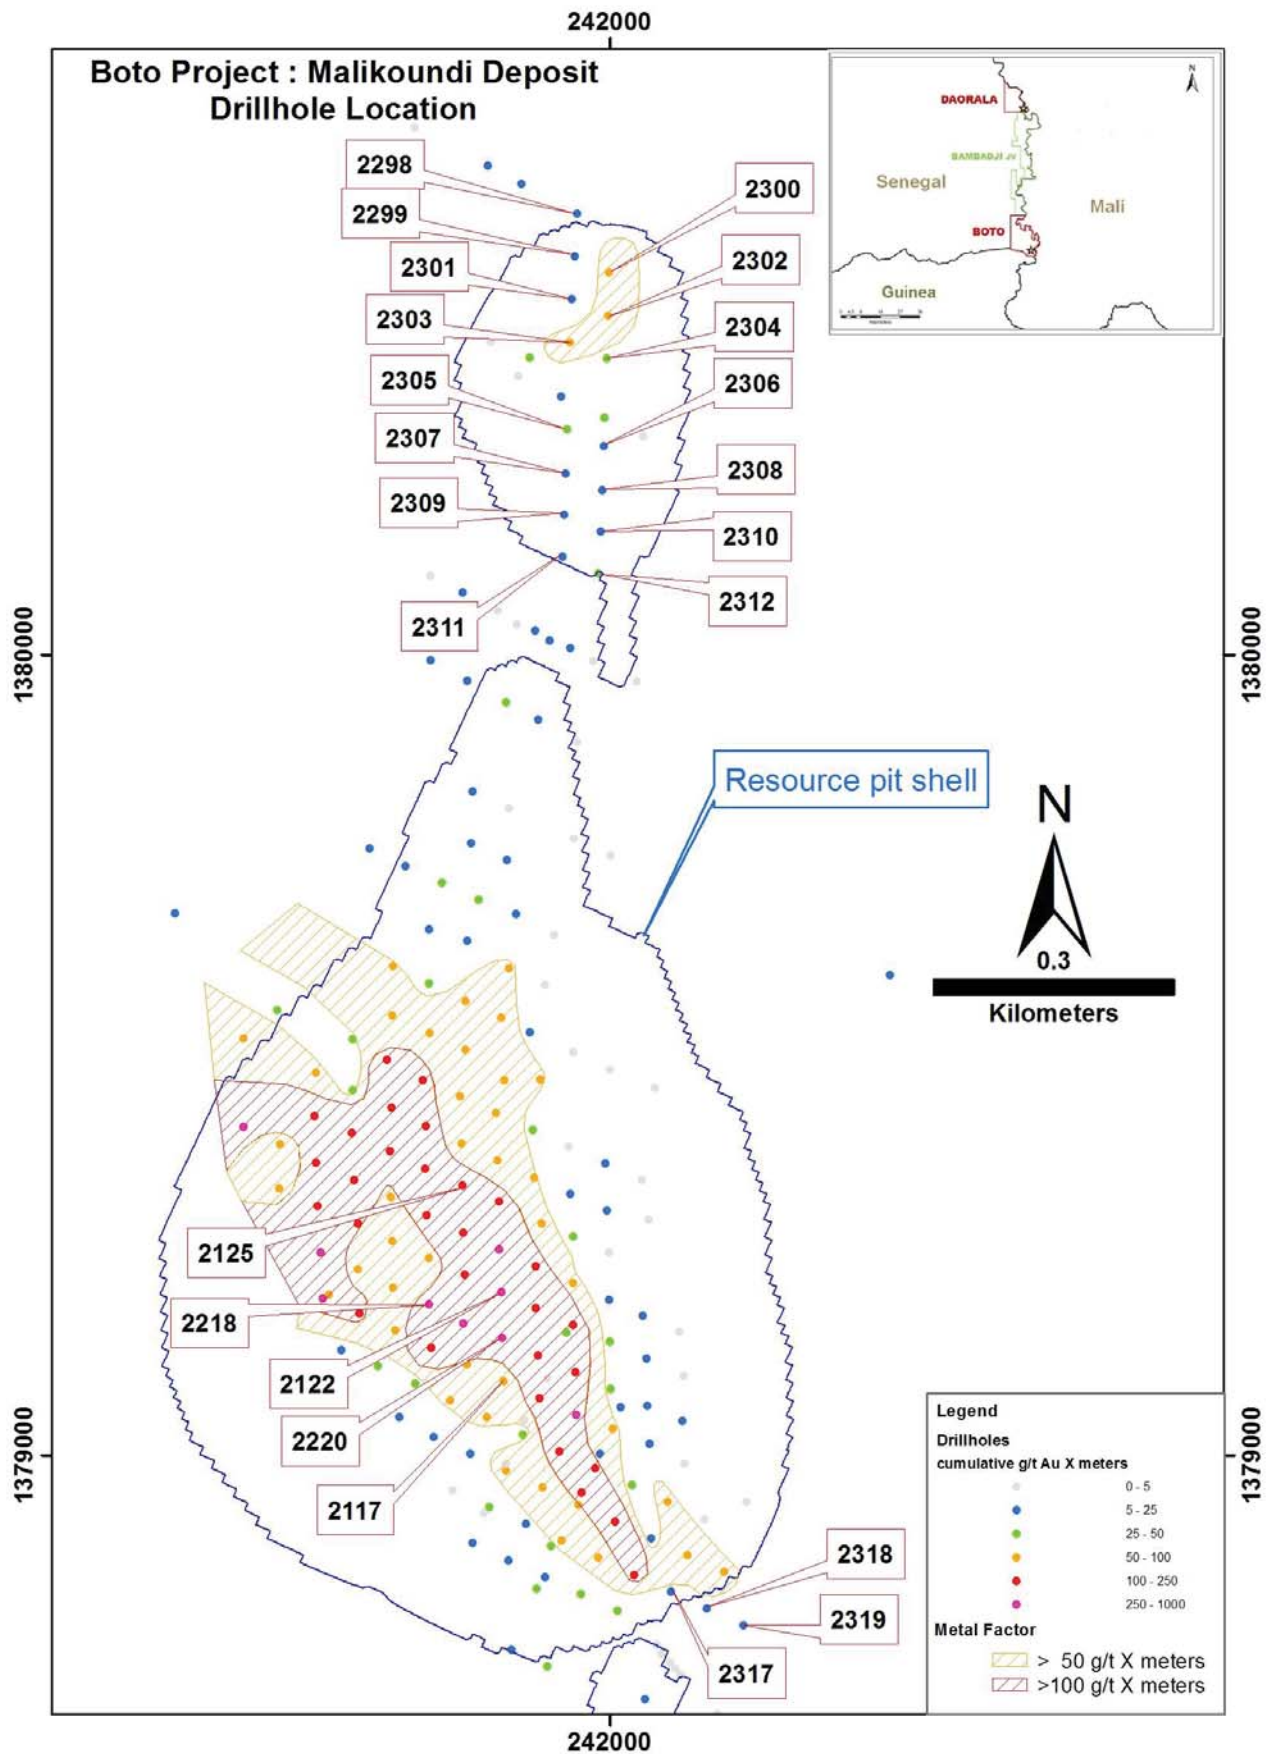 242000
Boto Project : Malikoundi Deposit
Drillhole Location
N
DAORALA
BAMBADJI JV
Senegal
Mali
BOTO
Guinea
2298
2299
2300
2301
2302
2303
2304
2305
2306
2307
2308
2309
2310
2311
2312
1380000
1380000
Resource pit shell
N
0.3
Kilometers
2125
2218
2122
2220
2117
1379000
1379000
2318
2319
2317
Legend
Drillholes
cumulative g/t Au X meters
0 - 5
5 - 25
25 - 50
50 - 100
100 - 250
250 - 1000
Metal Factor
> 50 g/t X meters
>100 g/t X meters
242000